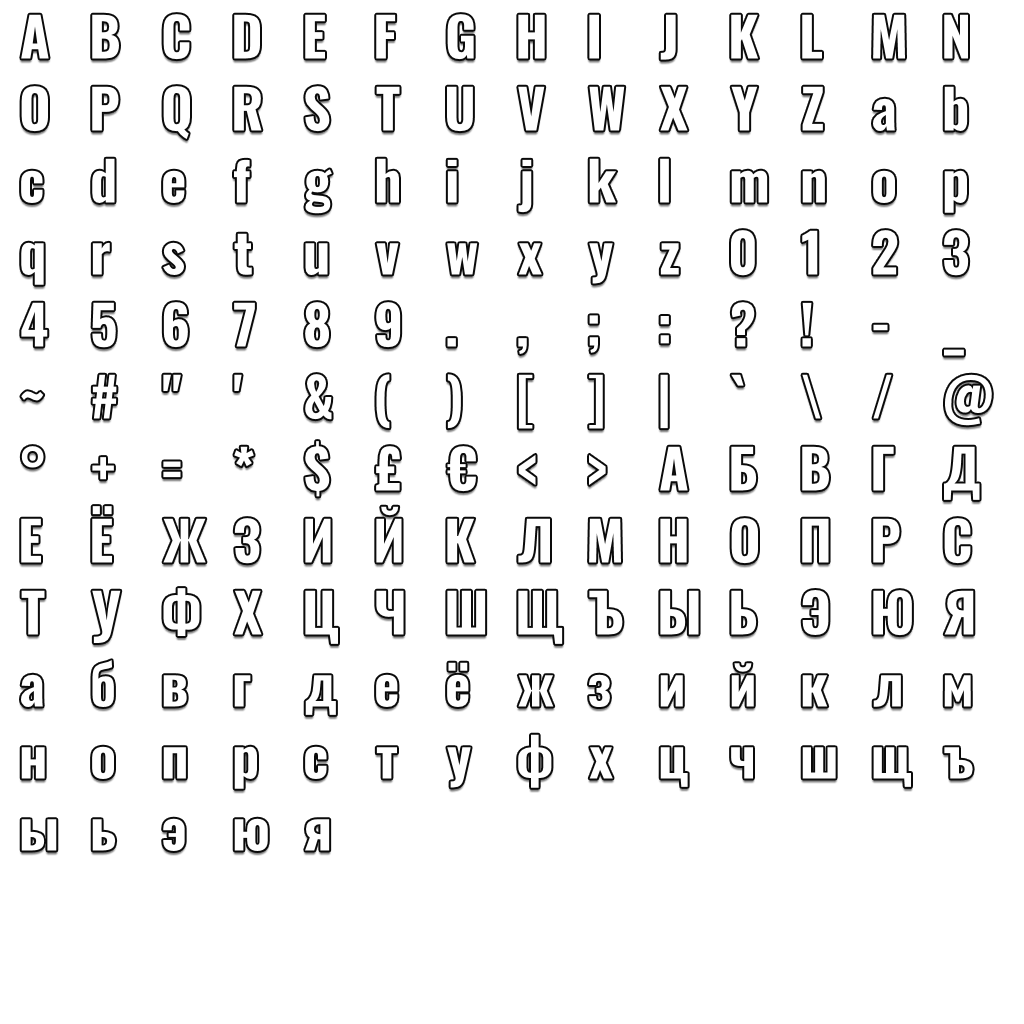 A B C D E F G H I J K L M N
O P Q R S T U V W X Y Z a b
c d e f g h i j k l m n o p
q r s t u v w x y z 0 1 2 3
4 5 6 7 8 9 . , ; : ? ! - _
~ # " ' & ( ) [ ] | ` \ / @
° + = * $ £ € < > А Б В Г Д
Е Ё Ж З И Й К Л М Н О П Р С
Т У Ф Х Ц Ч Ш Щ Ъ Ы Ь Э Ю Я
а б в г д е ё ж з и й к л м
н о п р с т у ф х ц ч ш щ ъ
ы ь э ю я